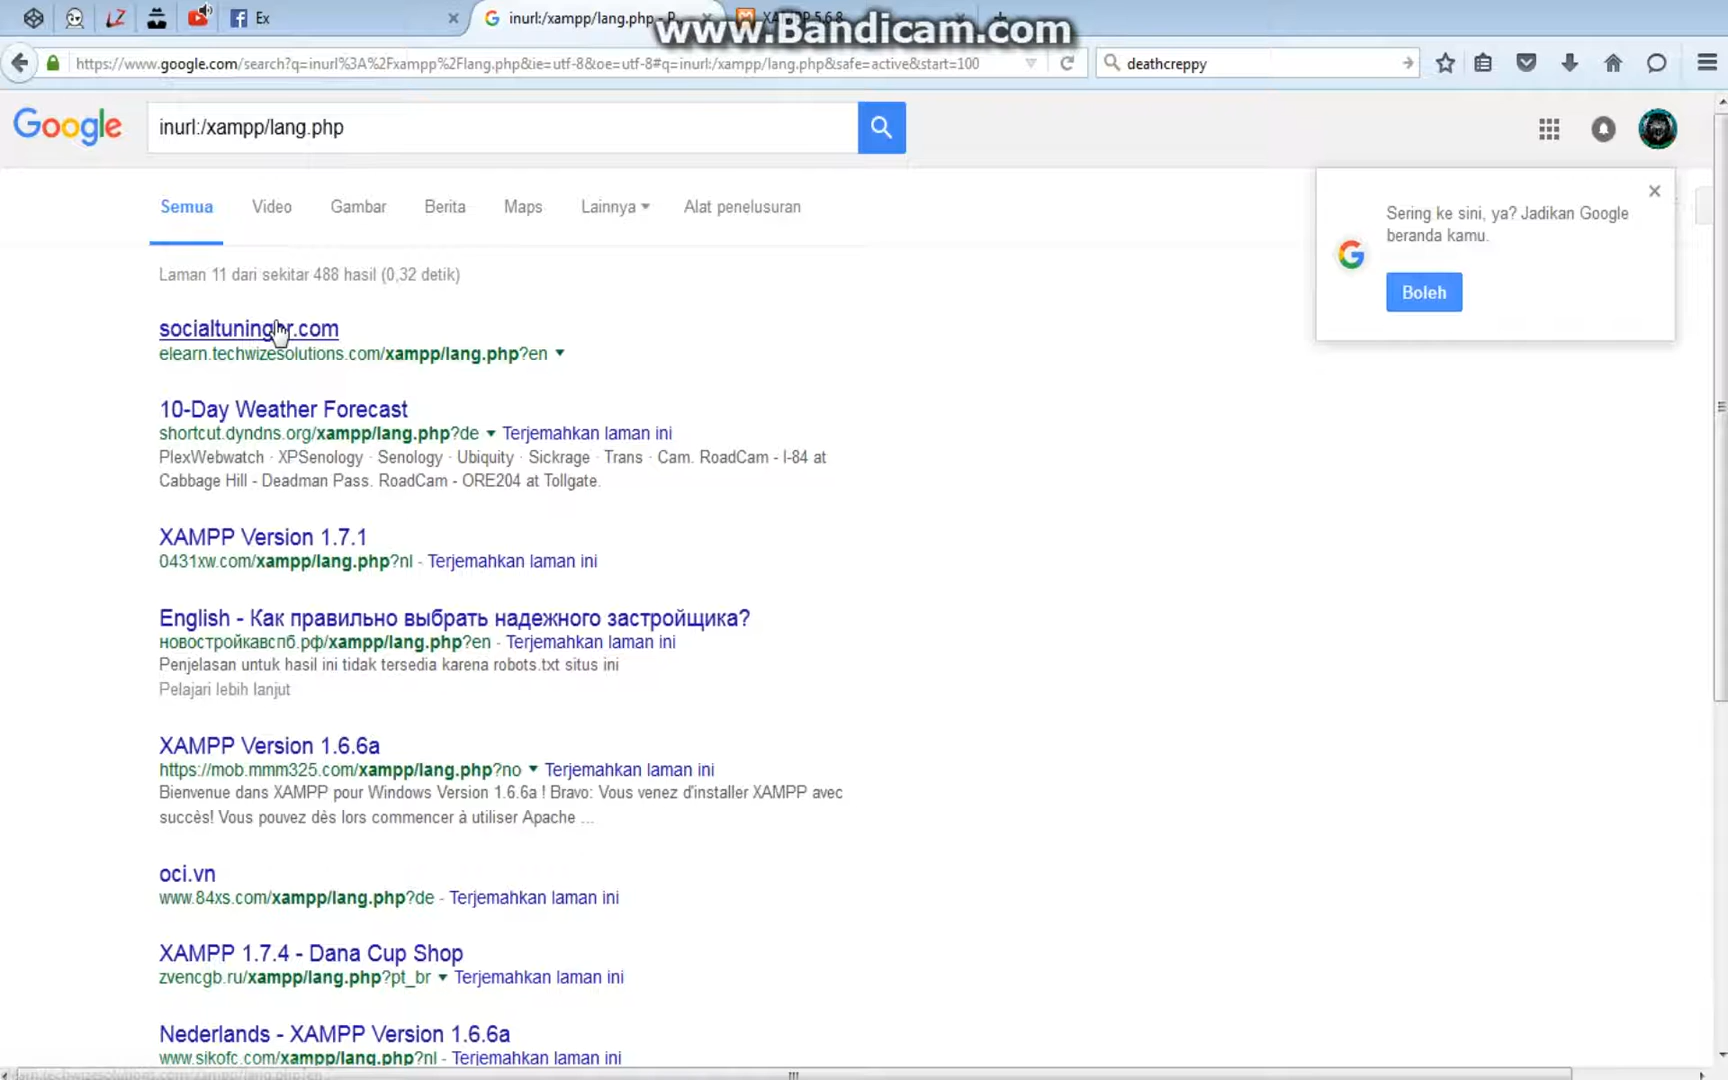 Ex
inurl:/xampp/lang.php - P
XAMPP 5.6.8
www.Bandicam.com
https://www.google.com/search?q=inurl%3A%2Fxampp%2Flang.php&ie=utf-8&oe=utf-8#q=inurl:/xampp/lang.php&safe=active&start=100
deathcreppy
Google
inurl:/xampp/lang.php
Semua Video Gambar Berita Maps Lainnya Alat penelusuran
Sering ke sini, ya? Jadikan Google
beranda kamu.
Boleh
Laman 11 dari sekitar 488 hasil (0,32 detik)
socialtuningbr.com
elearn.techwizesolutions.com/xampp/lang.php?en
10-Day Weather Forecast
shortcut.dyndns.org/xampp/lang.php?de Terjemahkan laman ini
PlexWebwatch · XPSenology · Senology · Ubiquity · Sickrage · Trans · Cam. RoadCam - I-84 at
Cabbage Hill - Deadman Pass. RoadCam - ORE204 at Tollgate.
XAMPP Version 1.7.1
0431xw.com/xampp/lang.php?nl - Terjemahkan laman ini
English - Как правильно выбрать надежного застройщика?
новостройкавспб.рф/xampp/lang.php?en - Terjemahkan laman ini
Penjelasan untuk hasil ini tidak tersedia karena robots.txt situs ini
Pelajari lebih lanjut
XAMPP Version 1.6.6a
https://mob.mmm325.com/xampp/lang.php?no Terjemahkan laman ini
Bienvenue dans XAMPP pour Windows Version 1.6.6a ! Bravo: Vous venez d'installer XAMPP avec
succès! Vous pouvez dès lors commencer à utiliser Apache ...
oci.vn
www.84xs.com/xampp/lang.php?de - Terjemahkan laman ini
XAMPP 1.7.4 - Dana Cup Shop
zvencgb.ru/xampp/lang.php?pt_br Terjemahkan laman ini
Nederlands - XAMPP Version 1.6.6a
www.sikofc.com/xampp/lang.php?nl - Terjemahkan laman ini